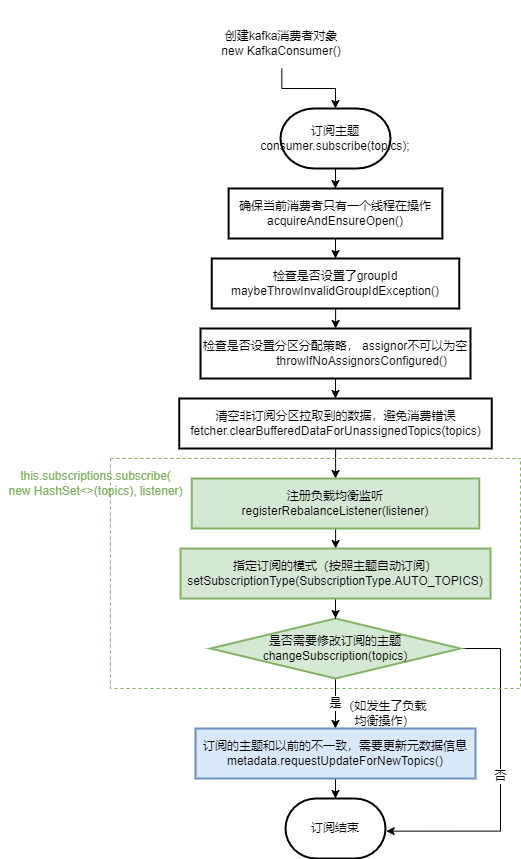 创建kafka消费者对象
new KafkaConsumer()
订阅主题
consumer.subscribe(topics);
确保当前消费者只有一个线程在操作
acquireAndEnsureOpen()
检查是否设置了groupId
maybeThrowInvalidGroupIdException()
检查是否设置分区分配策略， assignor不可以为空
throwIfNoAssignorsConfigured()
清空非订阅分区拉取到的数据，避免消费错误
fetcher.clearBufferedDataForUnassignedTopics(topics)
this.subscriptions.subscribe(
new HashSet<>(topics), listener)
注册负载均衡监听
registerRebalanceListener(listener)
指定订阅的模式（按照主题自动订阅）
setSubscriptionType(SubscriptionType.AUTO_TOPICS)
是否需要修改订阅的主题
changeSubscription(topics)
是
（如发生了负载
均衡操作）
订阅的主题和以前的不一致，需要更新元数据信息
metadata.requestUpdateForNewTopics()
否
订阅结束